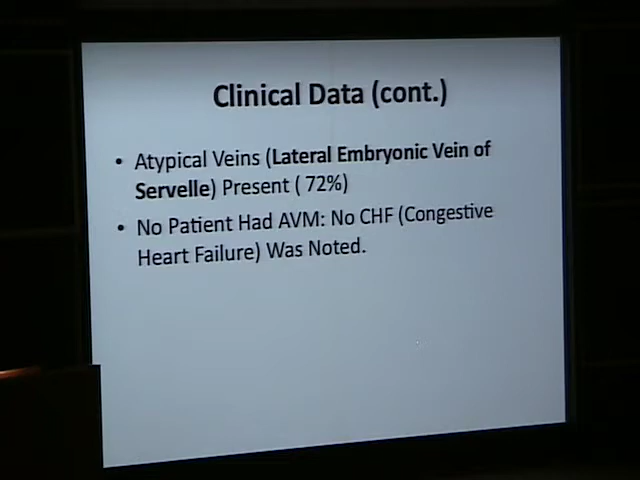 Clinical Data (cont.)
• Atypical Veins (Lateral Embryonic Vein of
Servelle) Present ( 72%)
• No Patient Had AVM: No CHF (Congestive
Heart Failure) Was Noted.